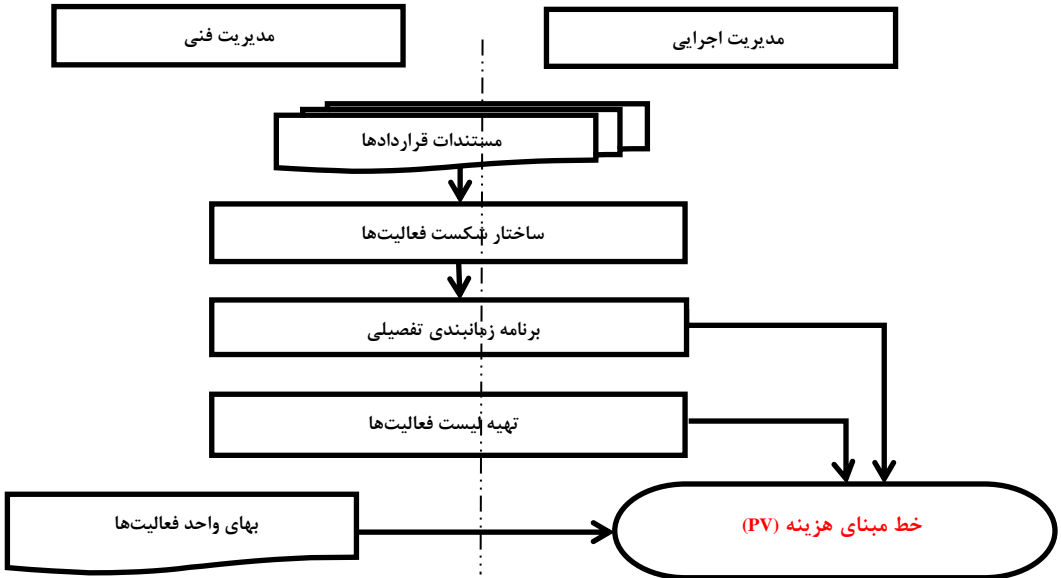 مدیریت اجرایی
مدیریت فنی
مستندات قراردادها
ساختار شکست فعالیت‌ها
برنامه زمانبندی تفصیلی
تهیه لیست فعالیت‌ها
بهای واحد فعالیت‌ها
خط مبنای هزینه (PV)